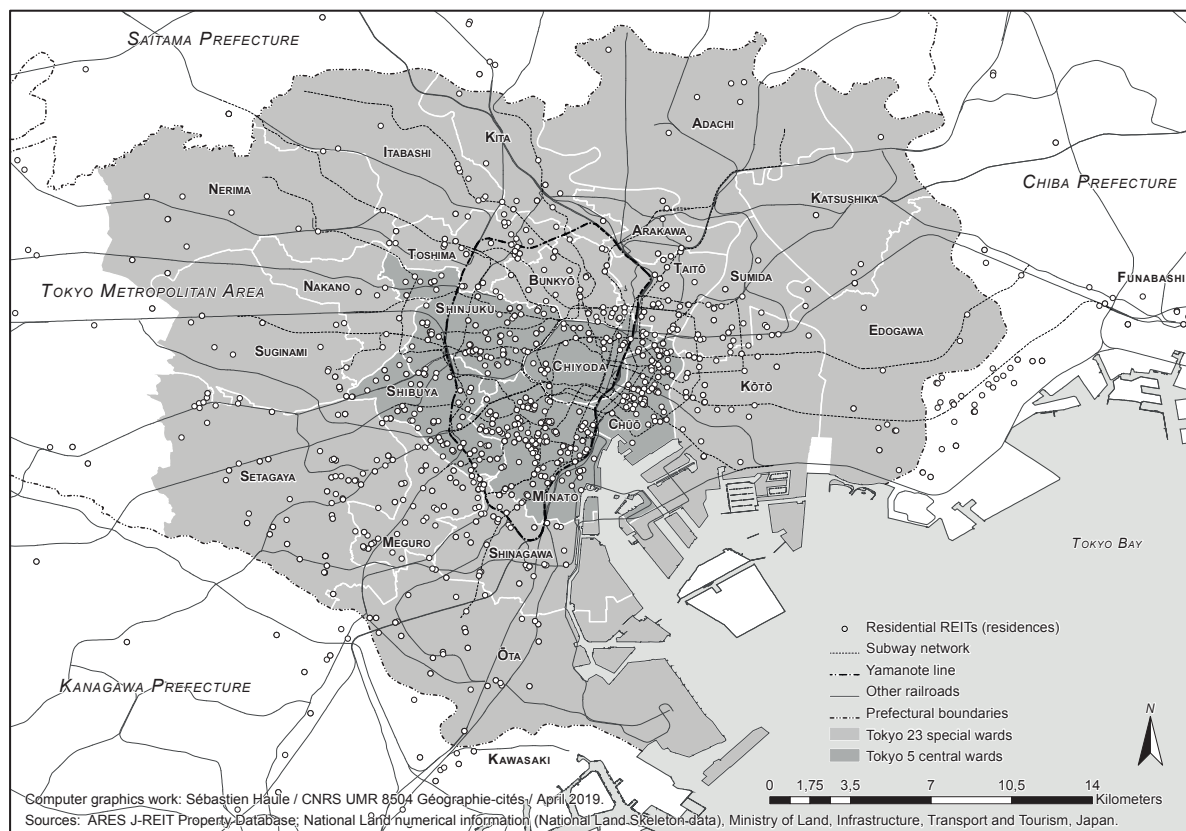 SAITAMA PREFECTURE
KITA
ADACHI
ITABASHI
NERIMA
KATSUSHIKA
CHIBA PREFECTURE
ARAKAWA
TOSHIMA
TAITŌ
BUNKYŌ
SUMIDA
FUNABASHI
NAKANO
TOKYO METROPOLITAN AREA
SHINJUKU
EDOGAWA
SUGINAMI
CHIYODA
KŌTŌ
SHIBUYA
CHUŌ
SETAGAYA
MINATO
MEGURO
SHINAGAWA
TOKYO BAY
ŌTA
KANAGAWA PREFECTURE
KAWASAKI
Residential REITs (residences)
Subway network
Yamanote line
Other railroads
Prefectural boundaries
Tokyo 23 special wards
Tokyo 5 central wards
N
0 1,75 3,5 7 10,5 14
Kilometers
Computer graphics work: Sébastien Haule / CNRS UMR 8504 Géographie-cités / April 2019.
Sources: ARES J-REIT Property Database; National Land numerical information (National Land Skeleton-data), Ministry of Land, Infrastructure, Transport and Tourism, Japan.